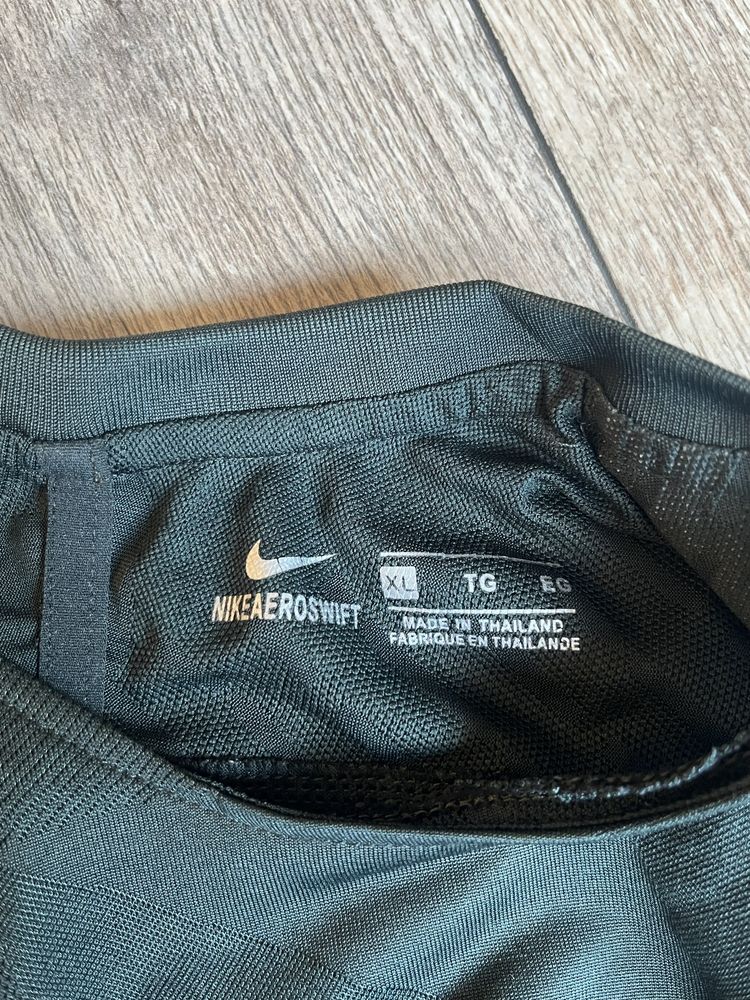 NIKEAEROSWIFT
XL TG EG
MADE IN THAILAND
FABRIQUE EN THAILANDE